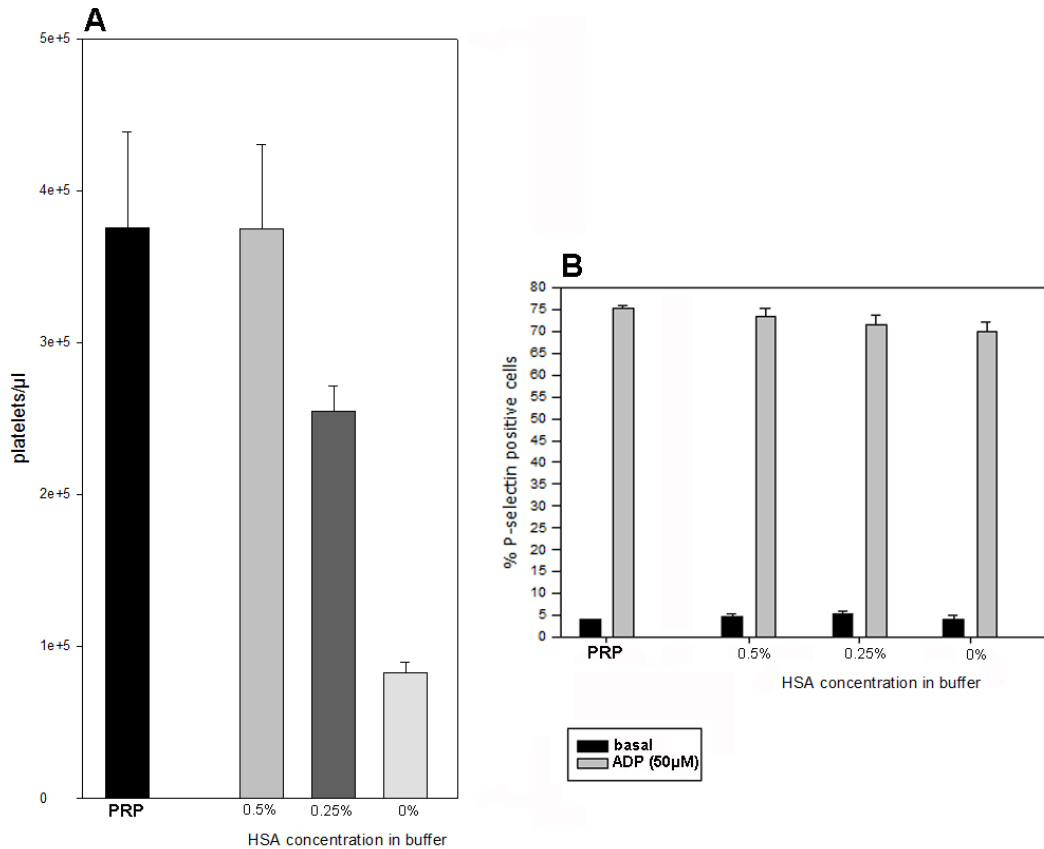 A
5e+5
4e+5
3e+5
2e+5
1e+5
0
platelets/µl
PRP
0.5%
0.25%
0%
HSA concentration in buffer
B
80
75
70
65
60
55
50
45
40
35
30
25
20
15
10
5
0
% P-selectin positive cells
PRP
0.5%
0.25%
0%
HSA concentration in buffer
basal
ADP (50µM)